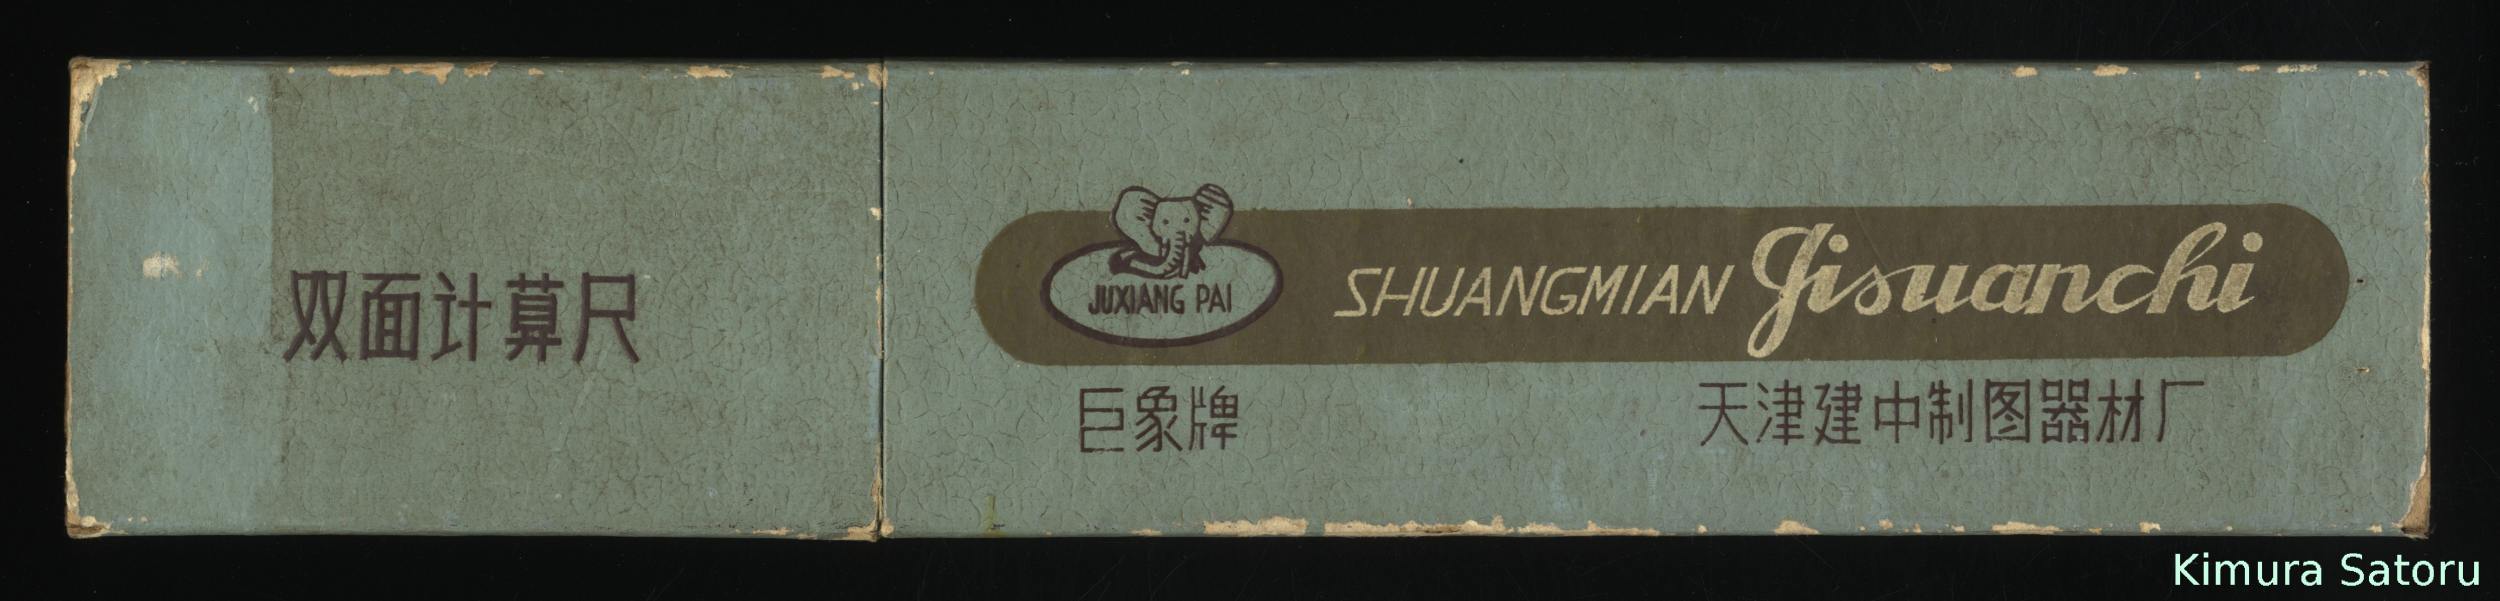 双面计算尺
JUXIANG PAI
SHUANGMIAN Jisuanchi
巨象牌
天津建中制图器材厂
Kimura Satoru